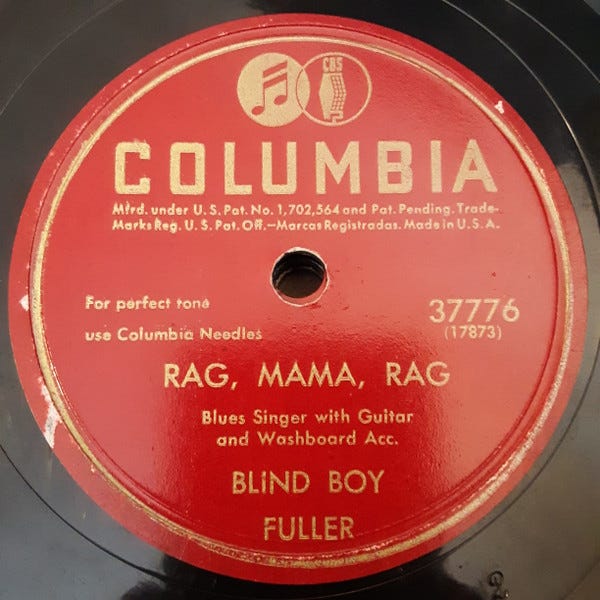 CBS
COLUMBIA
Mfrd. under U.S. Pat. No. 1,702,564 and Pat. Pending. Trade-
Marks Reg. U.S. Pat. Off.—Marcas Registradas. Made in U.S.A.
For perfect tone
use Columbia Needles
37776
(17873)
RAG, MAMA, RAG
Blues Singer with Guitar
and Washboard Acc.
BLIND BOY
FULLER
2